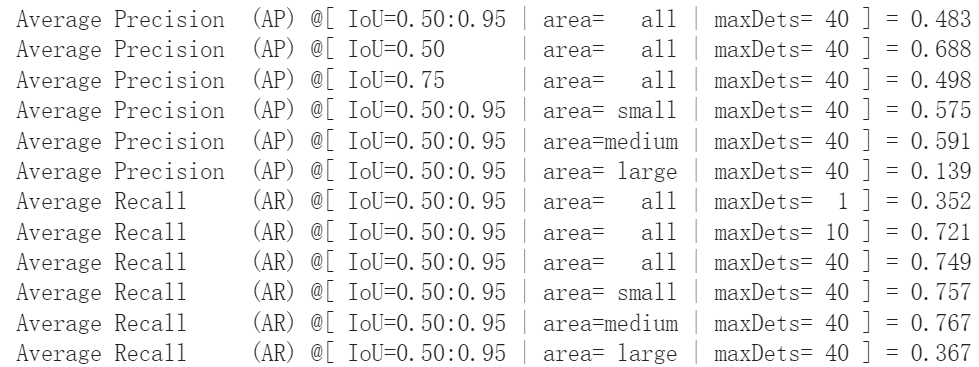 Average Precision (AP) @[ IoU=0.50:0.95 | area= all | maxDets= 40 ] = 0.483
Average Precision (AP) @[ IoU=0.50 | area= all | maxDets= 40 ] = 0.688
Average Precision (AP) @[ IoU=0.75 | area= all | maxDets= 40 ] = 0.498
Average Precision (AP) @[ IoU=0.50:0.95 | area= small | maxDets= 40 ] = 0.575
Average Precision (AP) @[ IoU=0.50:0.95 | area=medium | maxDets= 40 ] = 0.591
Average Precision (AP) @[ IoU=0.50:0.95 | area= large | maxDets= 40 ] = 0.139
Average Recall (AR) @[ IoU=0.50:0.95 | area= all | maxDets= 1 ] = 0.352
Average Recall (AR) @[ IoU=0.50:0.95 | area= all | maxDets= 10 ] = 0.721
Average Recall (AR) @[ IoU=0.50:0.95 | area= all | maxDets= 40 ] = 0.749
Average Recall (AR) @[ IoU=0.50:0.95 | area= small | maxDets= 40 ] = 0.757
Average Recall (AR) @[ IoU=0.50:0.95 | area=medium | maxDets= 40 ] = 0.767
Average Recall (AR) @[ IoU=0.50:0.95 | area= large | maxDets= 40 ] = 0.367